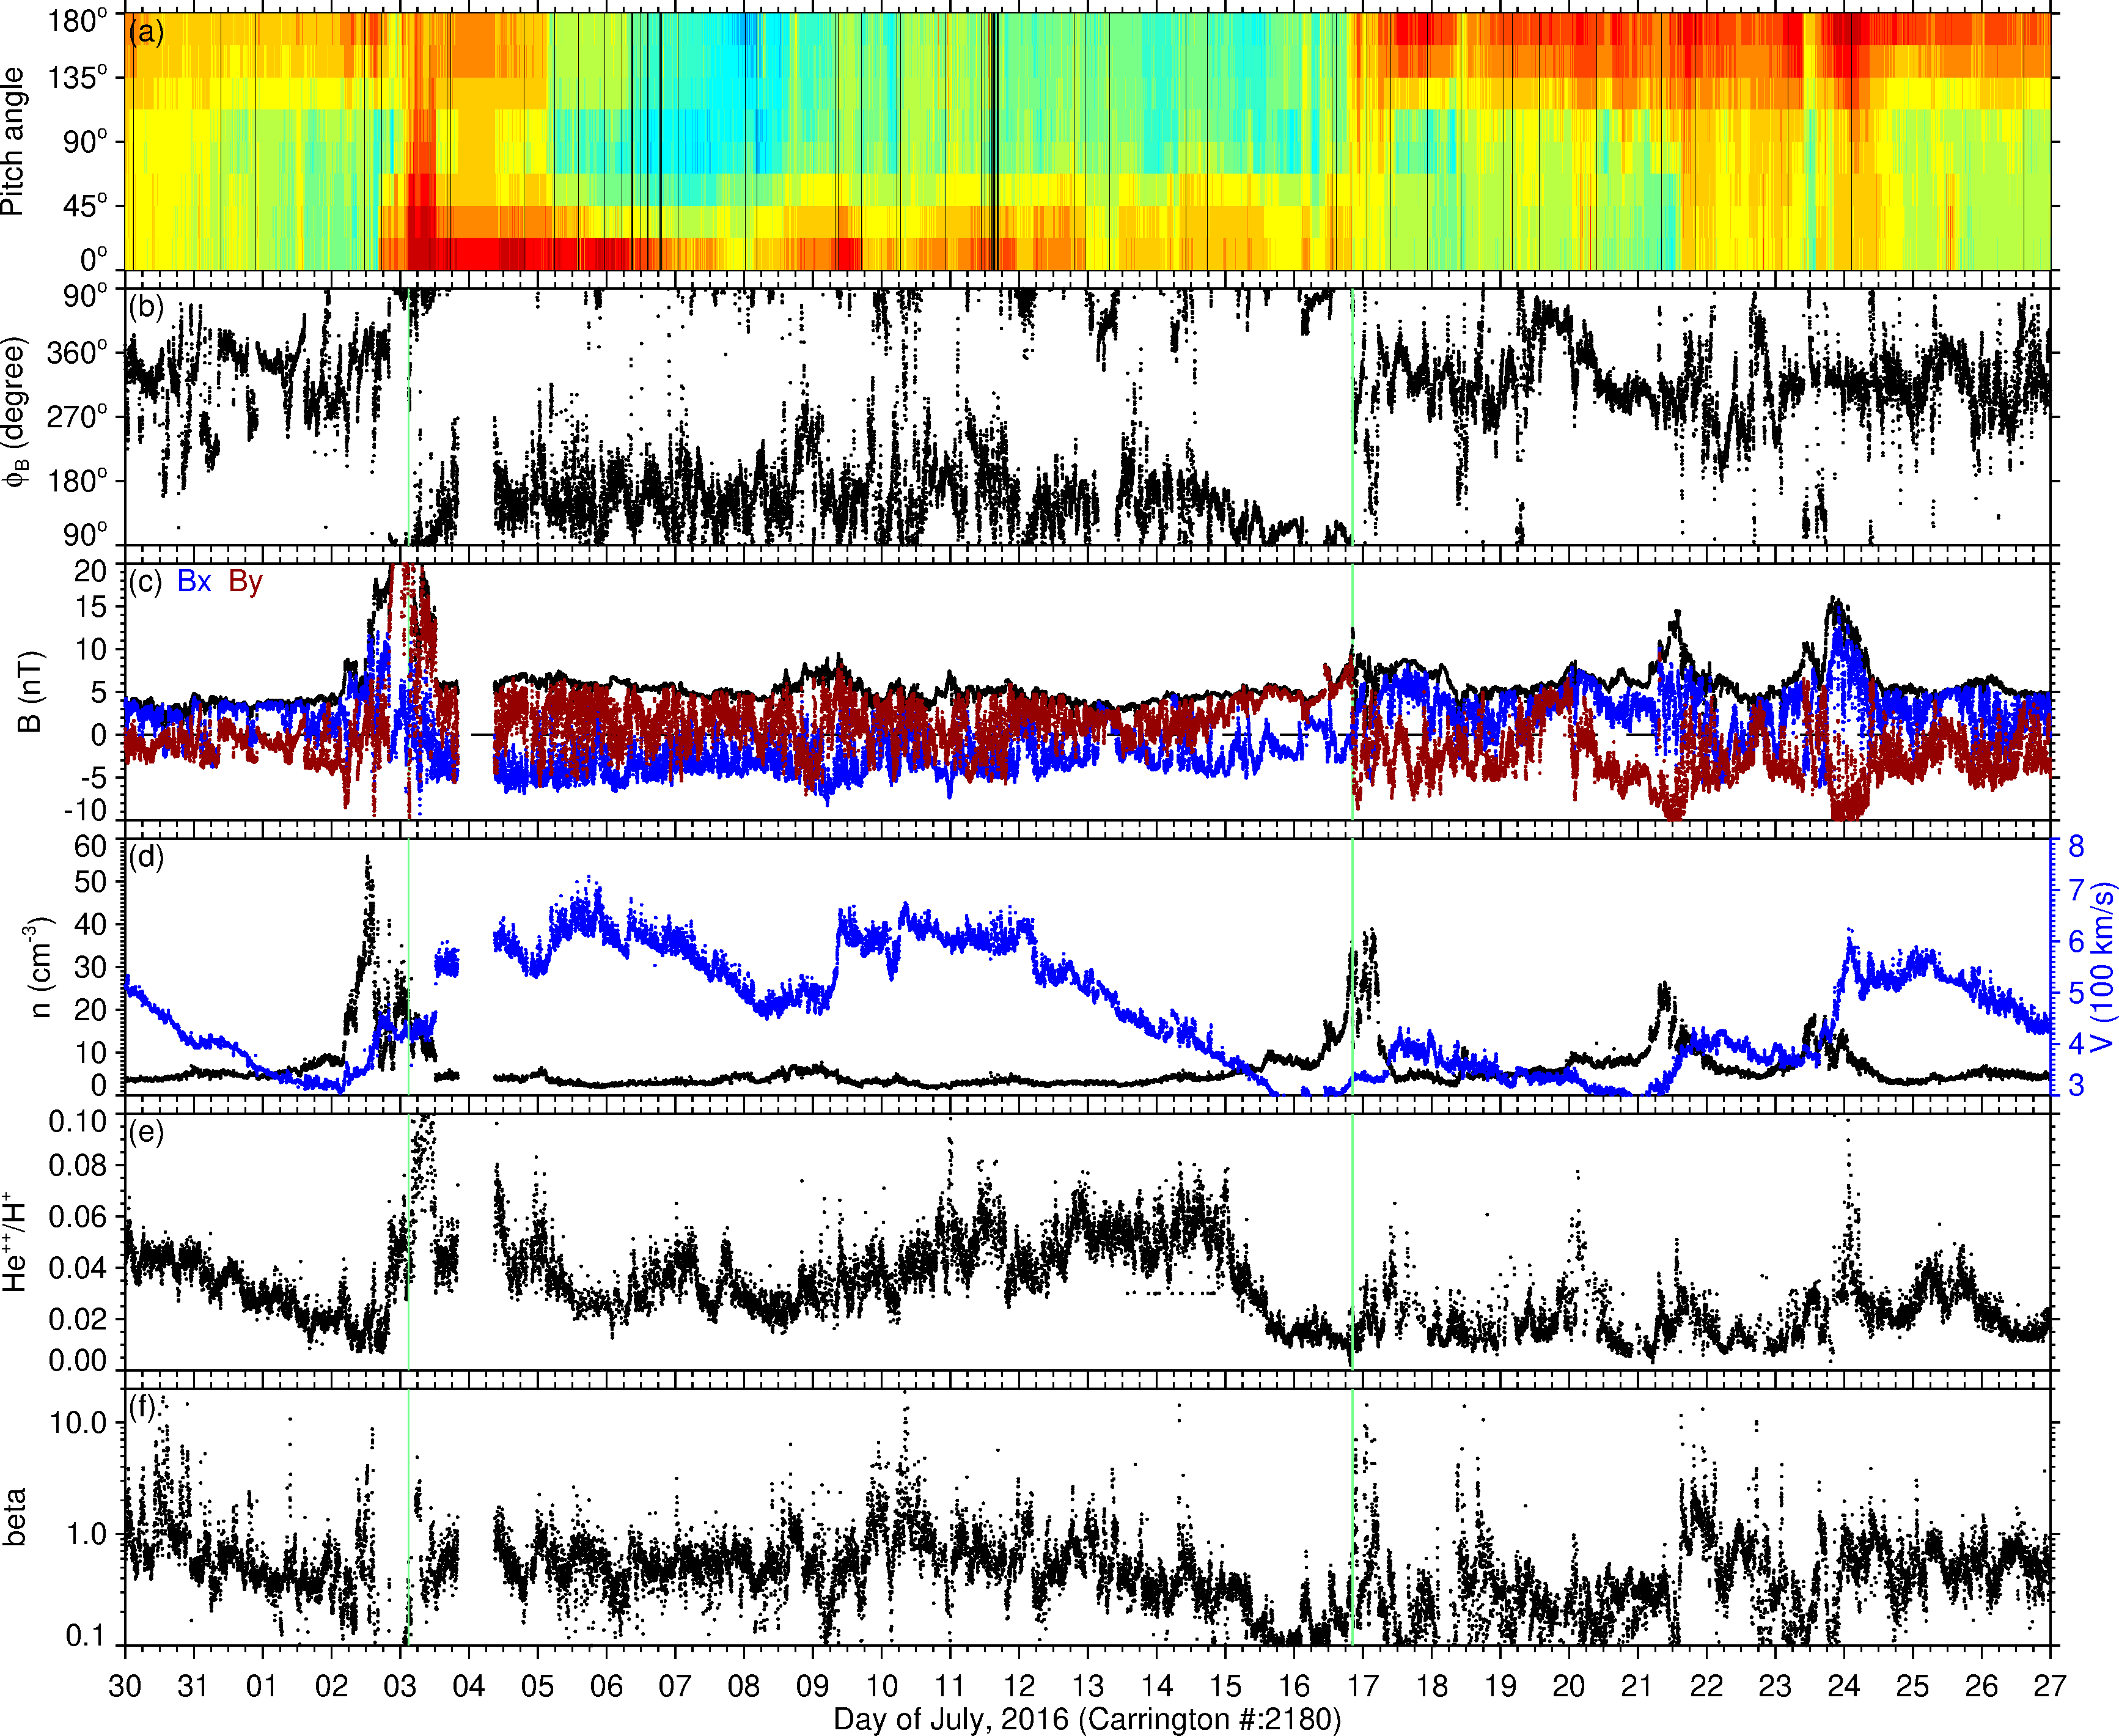 (a)
Pitch angle
180°
135°
90°
45°
0°
(b)
ϕB (degree)
90°
360°
270°
180°
90°
(c) Bx By
B (nT)
20
15
10
5
0
-5
-10
(d)
n (cm-3)
60
50
40
30
20
10
0
8
7
6
5
4
3
V (100 km/s)
(e)
He++/H+
0.10
0.08
0.06
0.04
0.02
0.00
(f)
beta
10.0
1.0
0.1
30 31 01 02 03 04 05 06 07 08 09 10 11 12 13 14 15 16 17 18 19 20 21 22 23 24 25 26 27
Day of July, 2016 (Carrington #:2180)